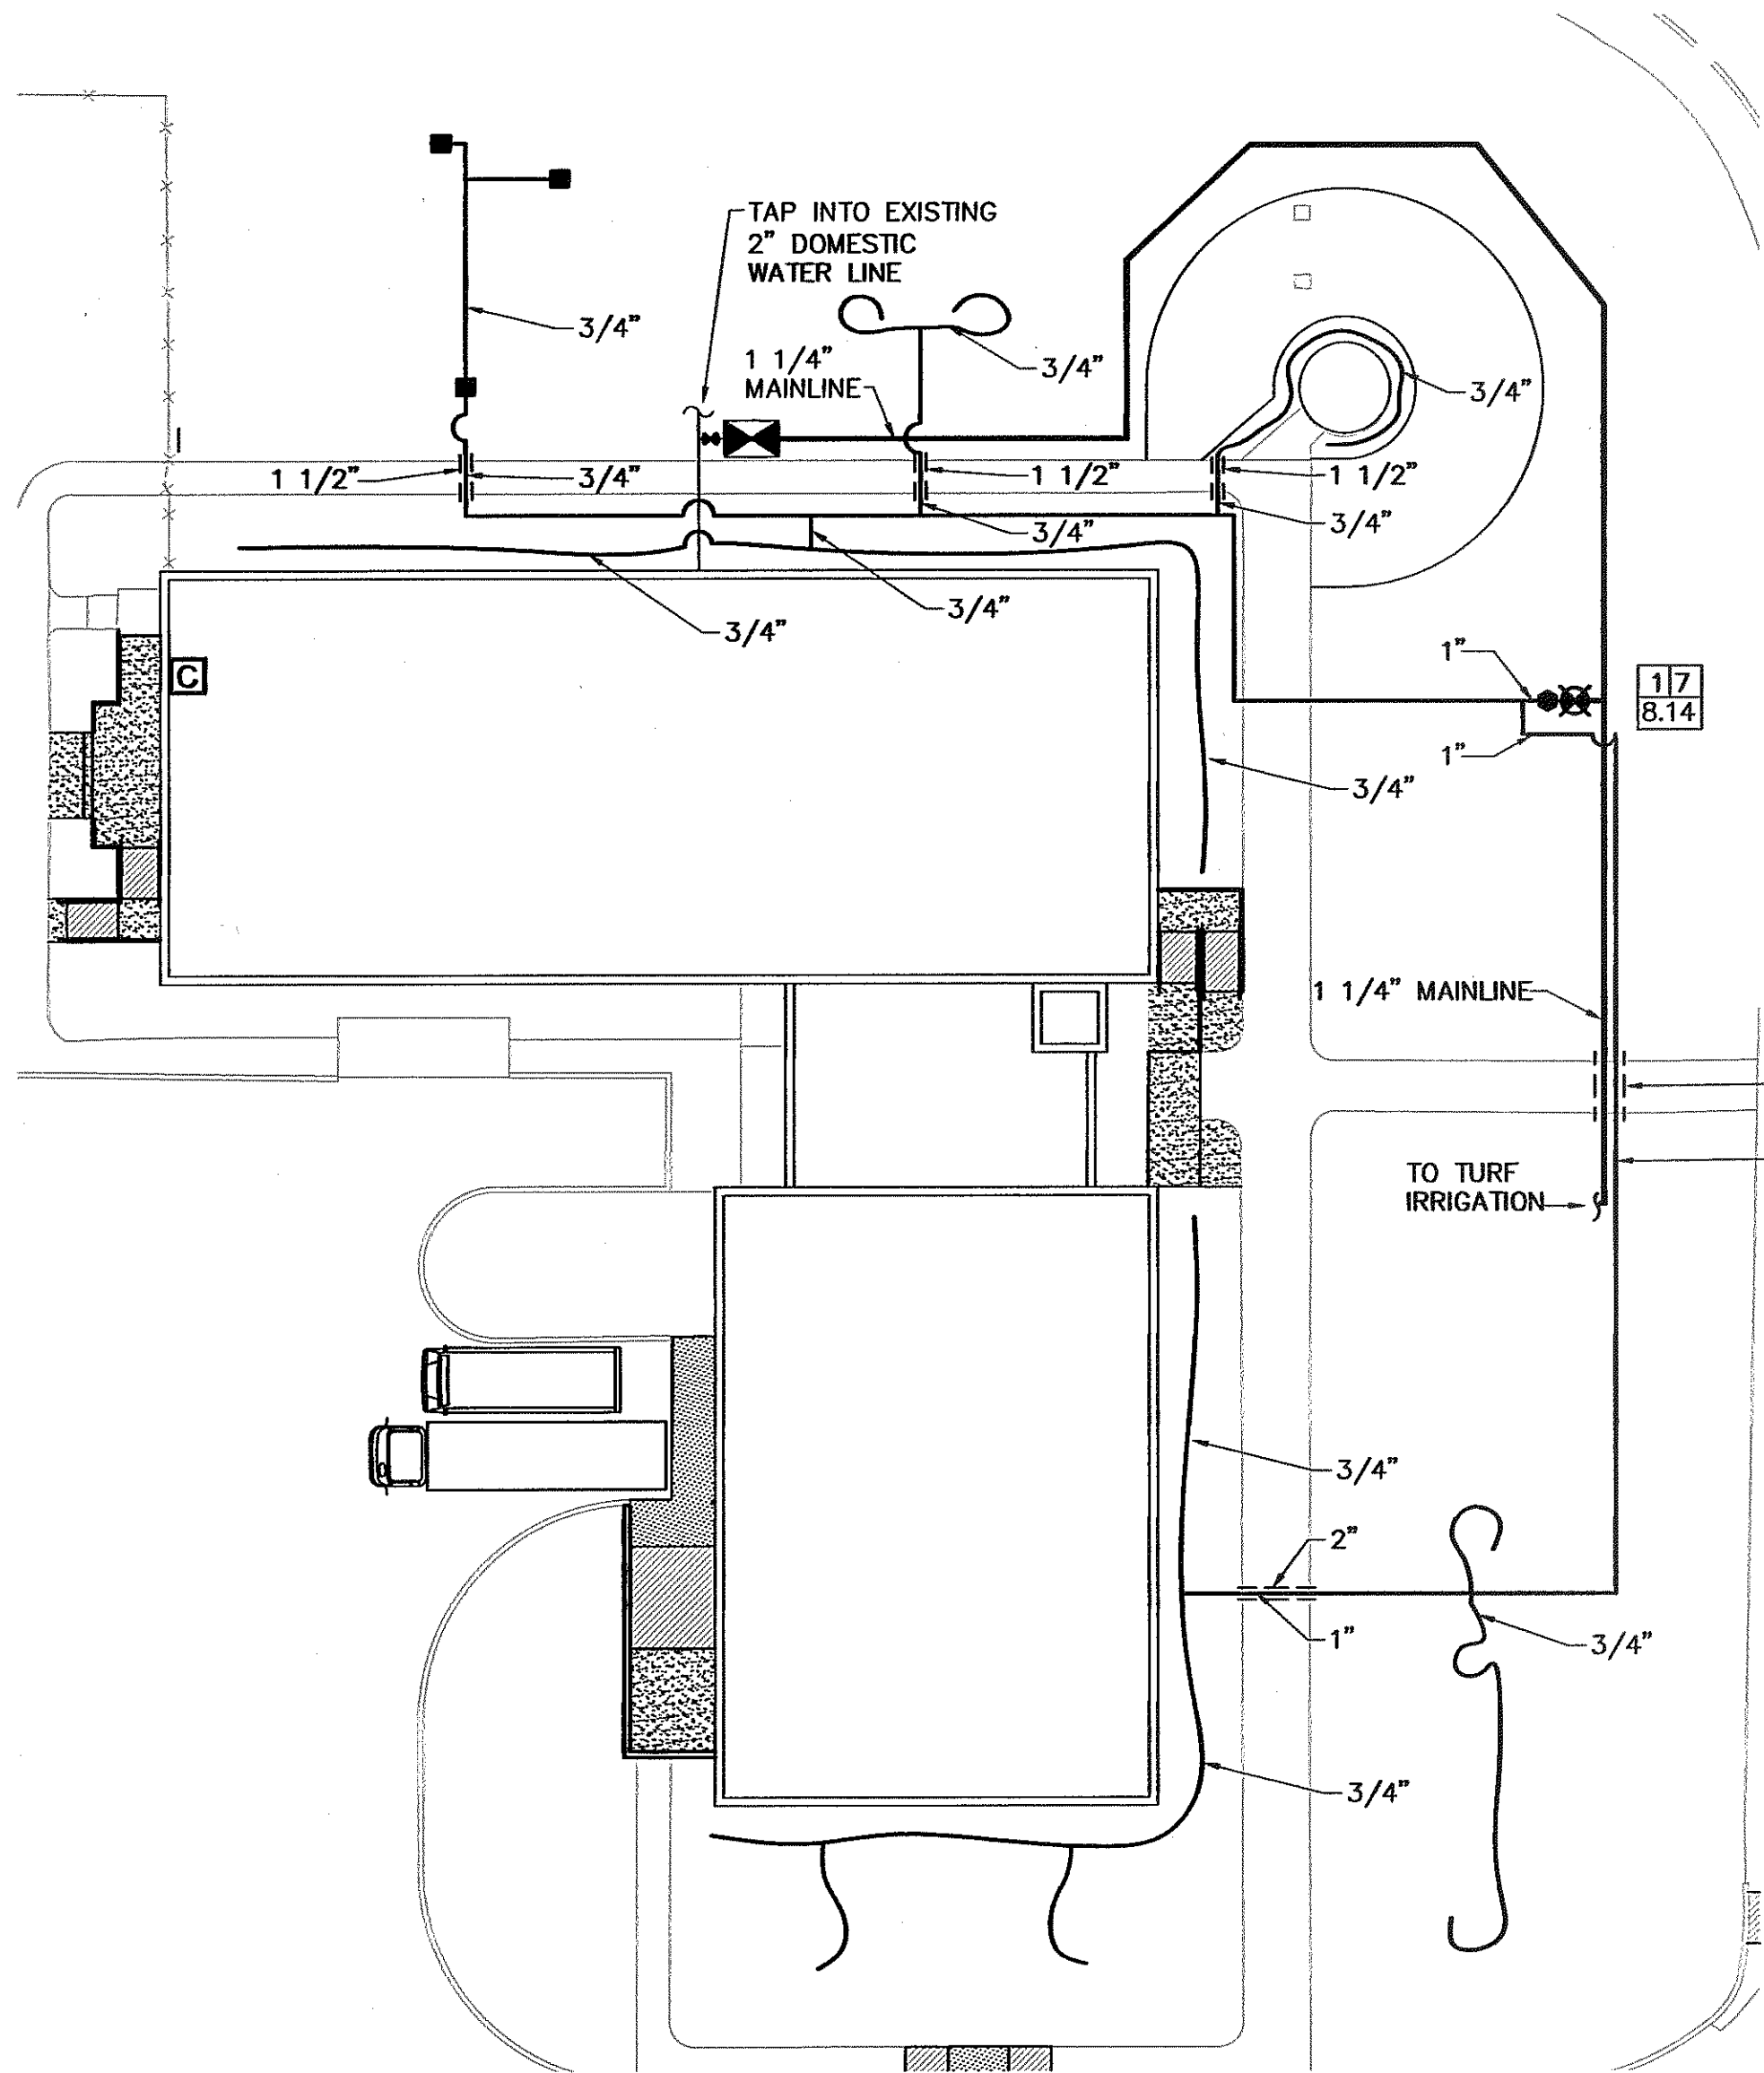 TAP INTO EXISTING
2" DOMESTIC
WATER LINE
3/4"
1 1/4"
MAINLINE
3/4"
3/4"
1 1/2"
3/4"
1 1/2"
1 1/2"
3/4"
3/4"
3/4"
3/4"
C
1"
1 7
8.14
1"
3/4"
1 1/4" MAINLINE
TO TURF
IRRIGATION
3/4"
2"
1"
3/4"
3/4"